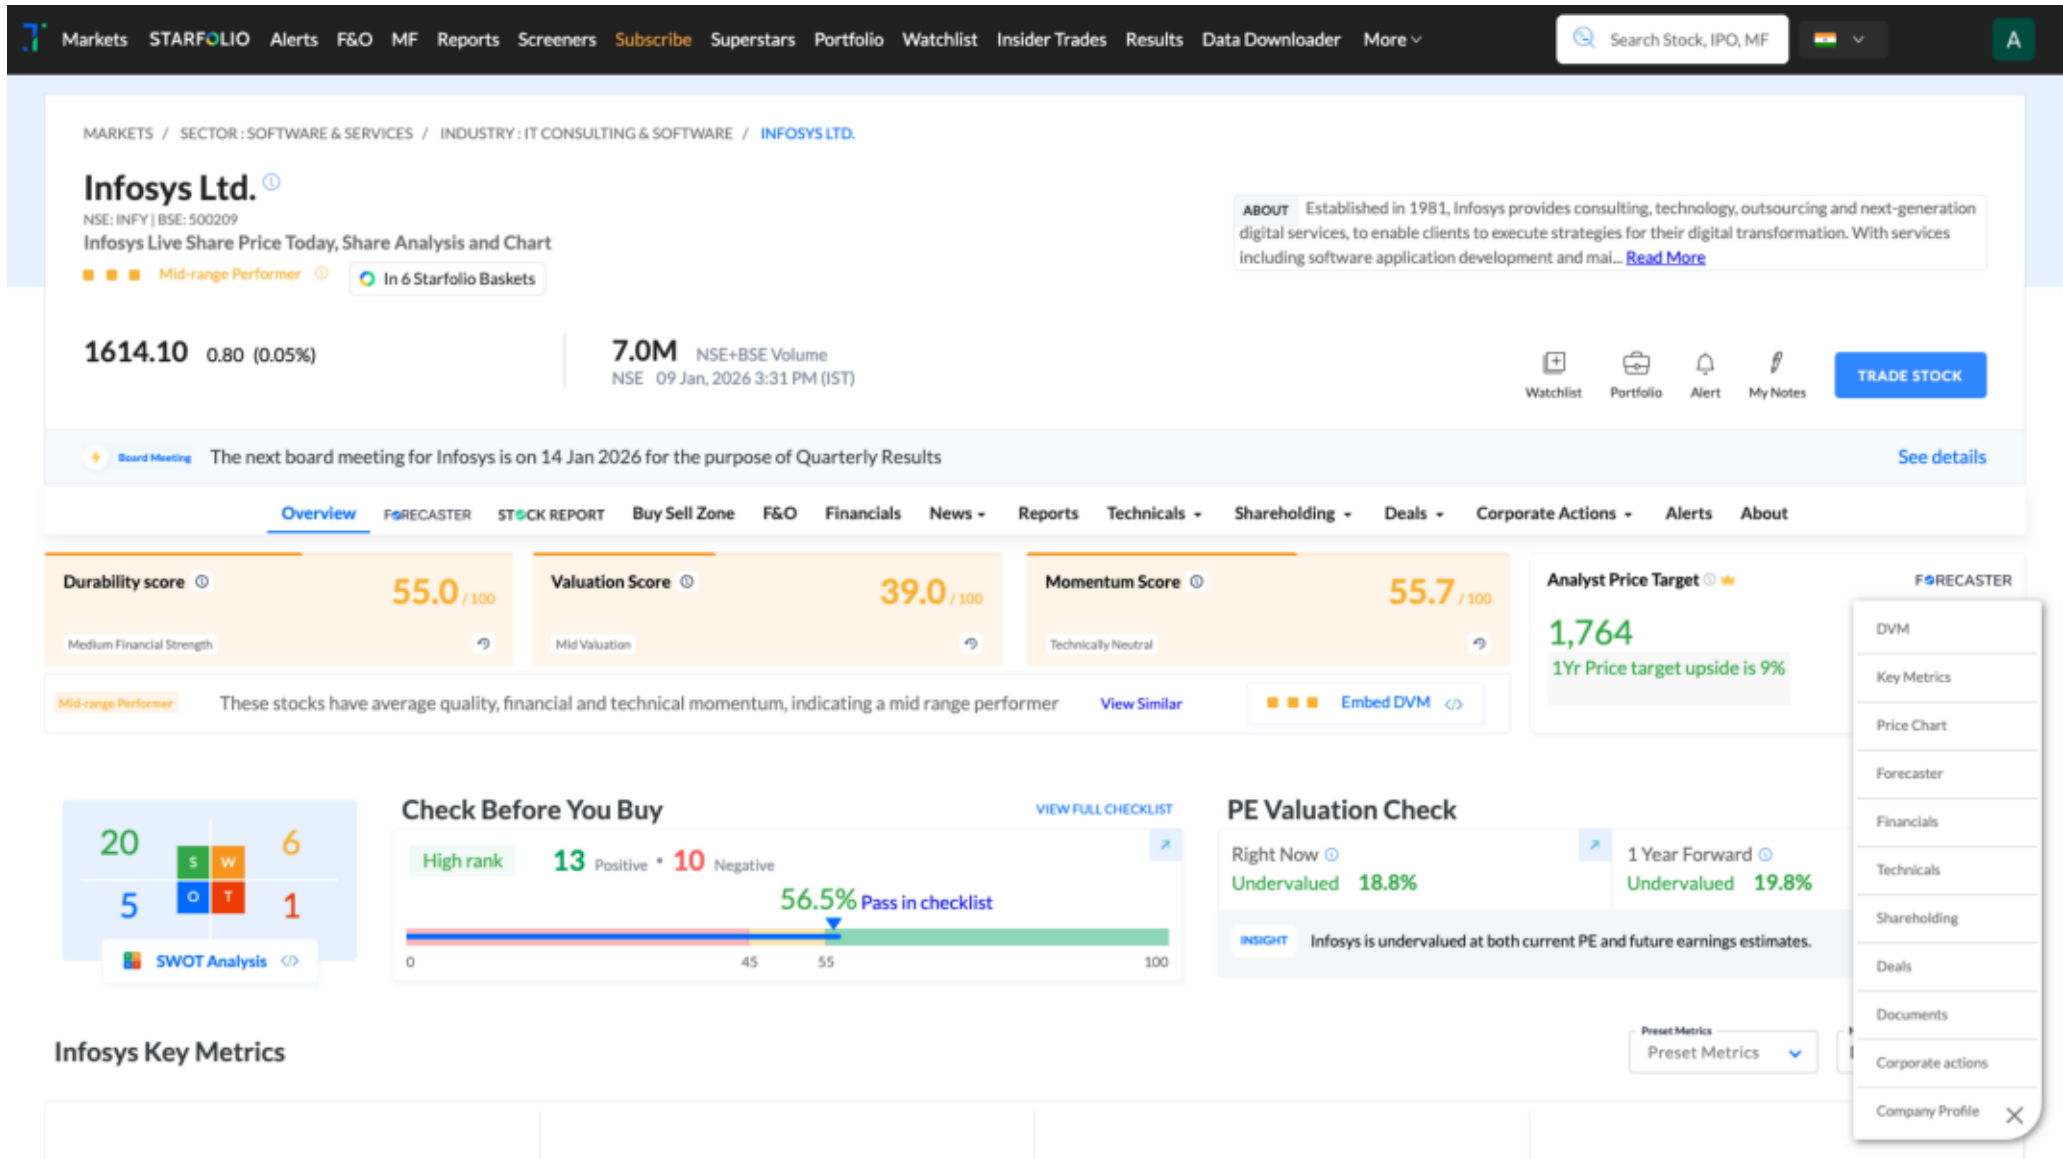 Markets STARFOLIO Alerts F&O MF Reports Screeners Subscribe Superstars Portfolio Watchlist Insider Trades Results Data Downloader More Search Stock, IPO, MF A
MARKETS / SECTOR : SOFTWARE & SERVICES / INDUSTRY : IT CONSULTING & SOFTWARE / INFOSYS LTD.
Infosys Ltd.
NSE: INFY | BSE: 500209
Infosys Live Share Price Today, Share Analysis and Chart
Mid-range Performer In 6 Starfolio Baskets
ABOUT Established in 1981, Infosys provides consulting, technology, outsourcing and next-generation
digital services, to enable clients to execute strategies for their digital transformation. With services
including software application development and mai... Read More
1614.10 0.80 (0.05%)
7.0M NSE+BSE Volume
NSE 09 Jan, 2026 3:31 PM (IST)
Watchlist Portfolio Alert My Notes TRADE STOCK
Board Meeting The next board meeting for Infosys is on 14 Jan 2026 for the purpose of Quarterly Results See details
Overview FORECASTER STOCK REPORT Buy Sell Zone F&O Financials News Reports Technicals Shareholding Deals Corporate Actions Alerts About
Durability score 55.0 / 100
Medium Financial Strength
Valuation Score 39.0 / 100
Mid Valuation
Momentum Score 55.7 / 100
Technically Neutral
Analyst Price Target FORECASTER
1,764
1Yr Price target upside is 9%
Mid-range Performer These stocks have average quality, financial and technical momentum, indicating a mid range performer View Similar Embed DVM </>
20 6
S W
O T
5 1
SWOT Analysis </>
Check Before You Buy VIEW FULL CHECKLIST
High rank 13 Positive • 10 Negative
56.5% Pass in checklist
0 45 55 100
PE Valuation Check
Right Now
Undervalued 18.8%
1 Year Forward
Undervalued 19.8%
INSIGHT Infosys is undervalued at both current PE and future earnings estimates.
Infosys Key Metrics
Preset Metrics
Preset Metrics
DVM
Key Metrics
Price Chart
Forecaster
Financials
Technicals
Shareholding
Deals
Documents
Corporate actions
Company Profile